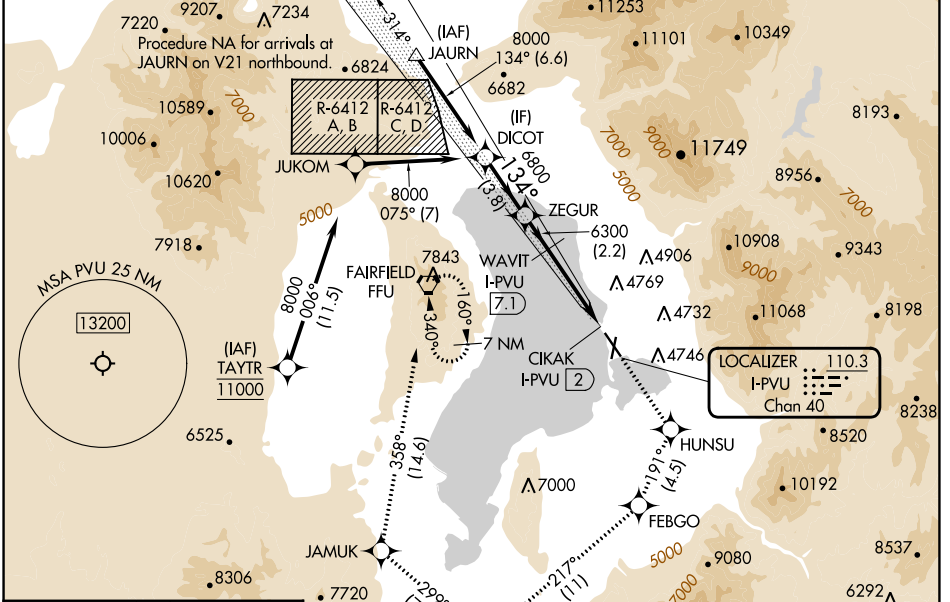 9207
7234
7220
Procedure NA for arrivals at
JAURN on V21 northbound.
314°
(IAF)
JAURN
8000
134° (6.6)
11253
11101
10349
6824
6682
7000
10589
10006
10620
R-6412
A, B
R-6412
C, D
(IF)
DICOT
JUKOM
8000
075° (7)
6800
134°
(3.8)
7000
5000
9000
11749
8193
8956
7000
5000
7918
ZEGUR
6300
(2.2)
WAVIT
I-PVU
7.1
4906
4769
4732
4746
10908
9000
9343
11068
8198
MSA PVU 25 NM
13200
8000
006°
(11.5)
(IAF)
TAYTR
11000
FAIRFIELD
FFU
7843
160°
340°
7 NM
CIKAK
I-PVU
2
LOCALIZER
110.3
I-PVU
Chan 40
8238
6525
358°
(14.6)
HUNSU
8520
191°
(4.5)
7000
10192
FEBGO
JAMUK
5000
9080
8537
217°
(11)
299°
8306
7720
7000
6292